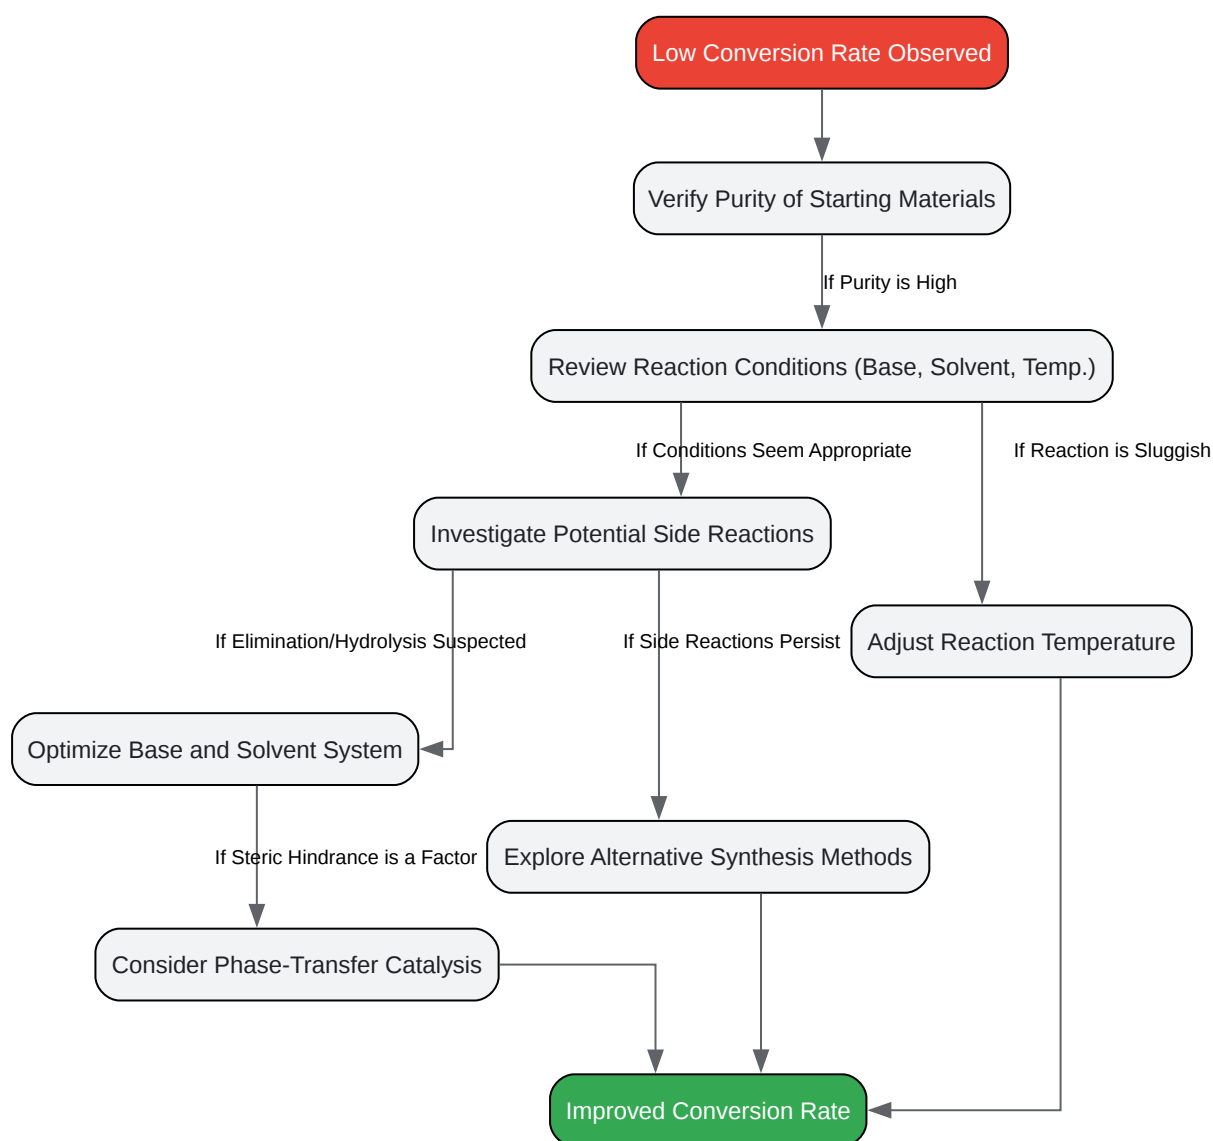 Low Conversion Rate Observed
Verify Purity of Starting Materials
If Purity is High
Review Reaction Conditions (Base, Solvent, Temp.)
If Conditions Seem Appropriate
If Reaction is Sluggish
Investigate Potential Side Reactions
If Elimination/Hydrolysis Suspected
If Side Reactions Persist
Adjust Reaction Temperature
Optimize Base and Solvent System
If Steric Hindrance is a Factor
Explore Alternative Synthesis Methods
Consider Phase-Transfer Catalysis
Improved Conversion Rate